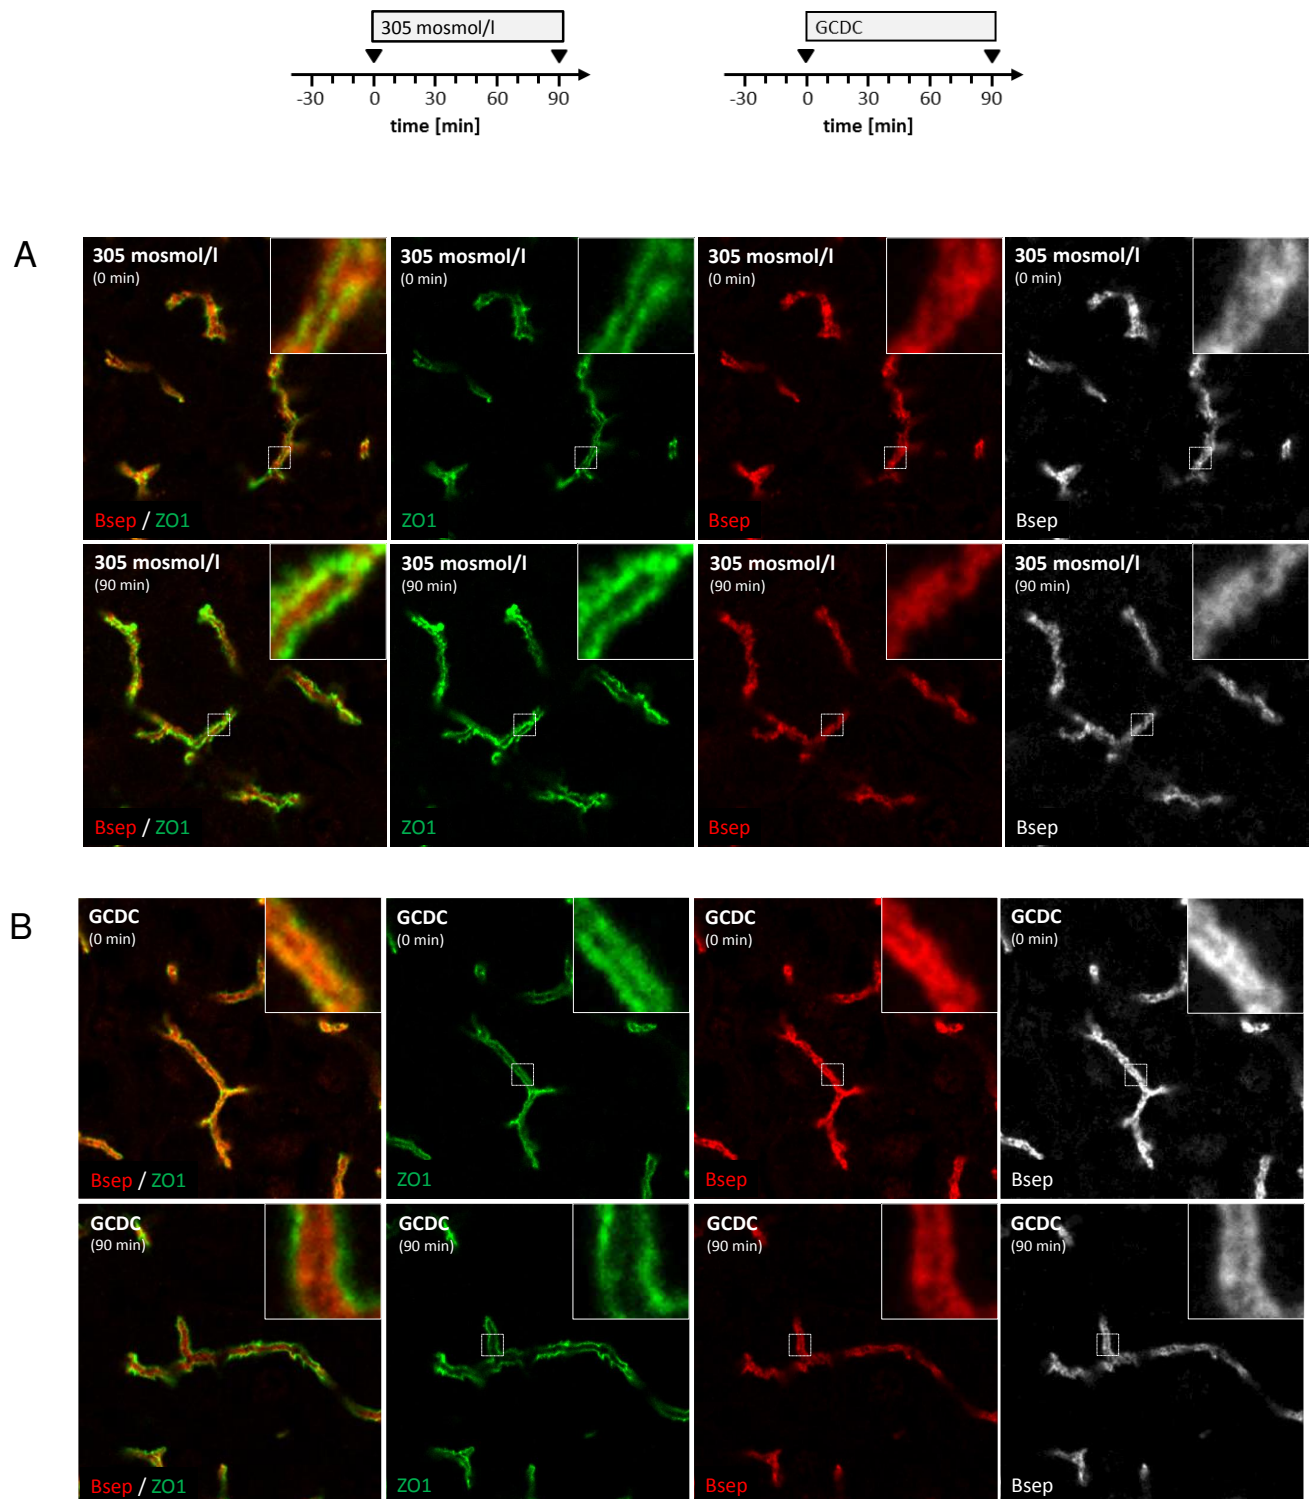 305 mosmol/l
GCDC
-30 0 30 60 90
-30 0 30 60 90
time [min]
time [min]
A
305 mosmol/l
(0 min)
Bsep / ZO1
305 mosmol/l
(0 min)
ZO1
305 mosmol/l
(0 min)
Bsep
305 mosmol/l
(0 min)
Bsep
305 mosmol/l
(90 min)
Bsep / ZO1
305 mosmol/l
(90 min)
ZO1
305 mosmol/l
(90 min)
Bsep
305 mosmol/l
(90 min)
Bsep
B
GCDC
(0 min)
Bsep / ZO1
GCDC
(0 min)
ZO1
GCDC
(0 min)
Bsep
GCDC
(0 min)
Bsep
GCDC
(90 min)
Bsep / ZO1
GCDC
(90 min)
ZO1
GCDC
(90 min)
Bsep
GCDC
(90 min)
Bsep